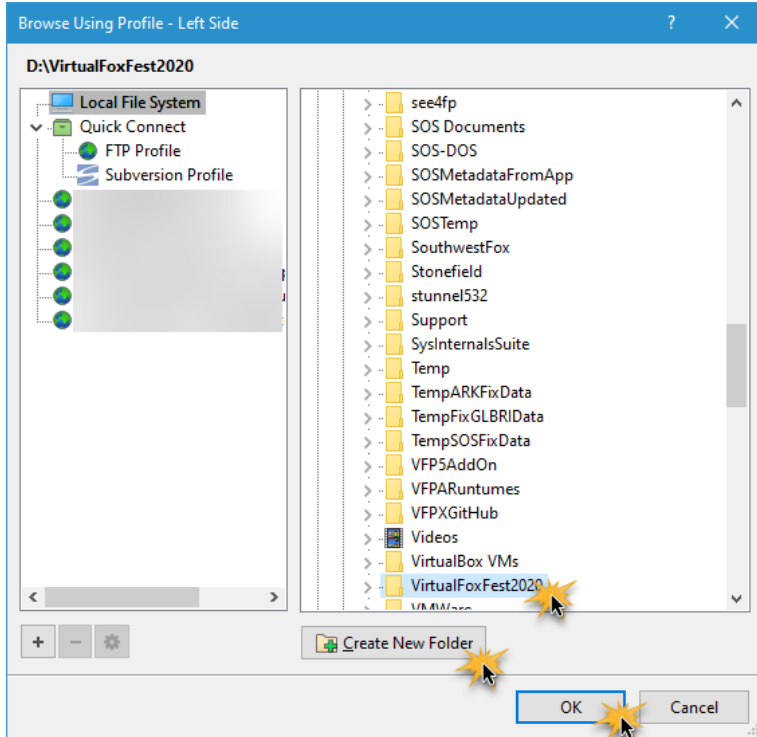 Browse Using Profile - Left Side
?
D:\VirtualFoxFest2020
Local File System
Quick Connect
FTP Profile
Subversion Profile
see4fp
SOS Documents
SOS-DOS
SOSMetadataFromApp
SOSMetadataUpdated
SOSTemp
SouthwestFox
Stonefield
stunnel532
Support
SysInternalsSuite
Temp
TempARKFixData
TempFixGLBRIData
TempSOSFixData
VFP5AddOn
VFPARuntumes
VFPXGitHub
Videos
VirtualBox VMs
VirtualFoxFest2020
VMWare
Create New Folder
OK
Cancel